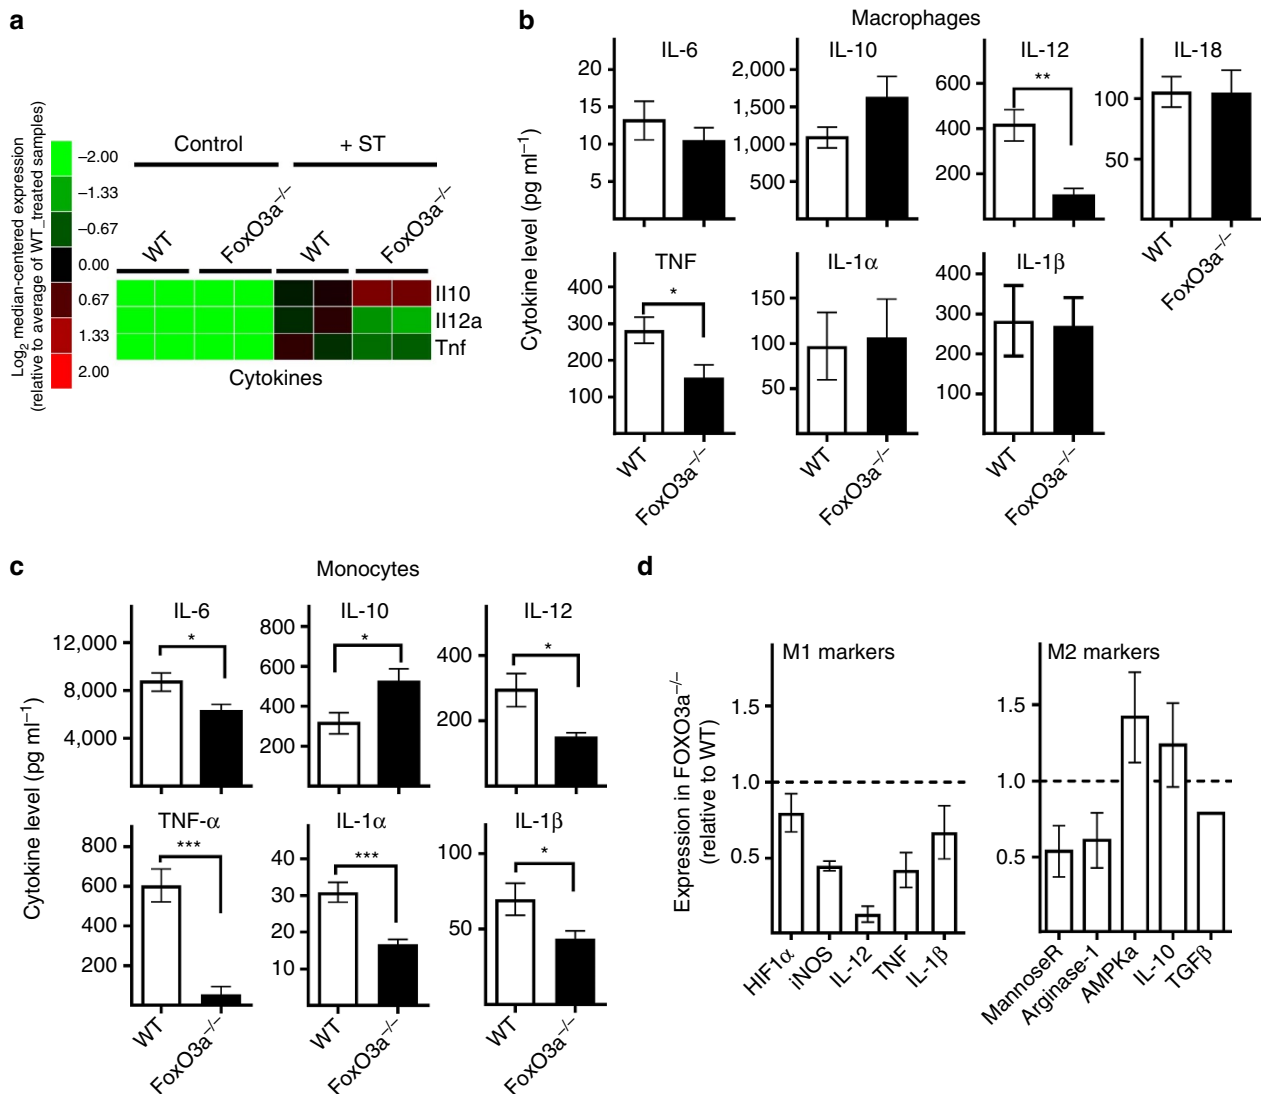 a
Log2 median-centered expression
(relative to average of WT_treated samples)
−2.00
−1.33
−0.67
0.00
0.67
1.33
2.00
Control
+ ST
WT
FoxO3a−/−
WT
FoxO3a−/−
Il10
Il12a
Tnf
Cytokines
b
Macrophages
Cytokine level (pg ml−1)
IL-6
20
15
10
5
IL-10
2,000
1,500
1,000
500
IL-12
600
400
200
**
IL-18
100
50
WT
FoxO3a−/−
TNF
400
300
200
100
*
WT
FoxO3a−/−
IL-1α
150
100
50
WT
FoxO3a−/−
IL-1β
400
300
200
100
WT
FoxO3a−/−
c
Monocytes
Cytokine level (pg ml−1)
IL-6
12,000
8,000
4,000
*
IL-10
800
600
400
200
*
IL-12
400
200
*
TNF-α
800
600
400
200
***
WT
FoxO3a−/−
IL-1α
40
30
20
10
***
WT
FoxO3a−/−
IL-1β
100
50
*
WT
FoxO3a−/−
d
Expression in FOXO3a−/−
(relative to WT)
M1 markers
1.5
1.0
0.5
HIF1α
iNOS
IL-12
TNF
IL-1β
M2 markers
1.5
1.0
0.5
MannoseR
Arginase-1
AMPKa
IL-10
TGFβ